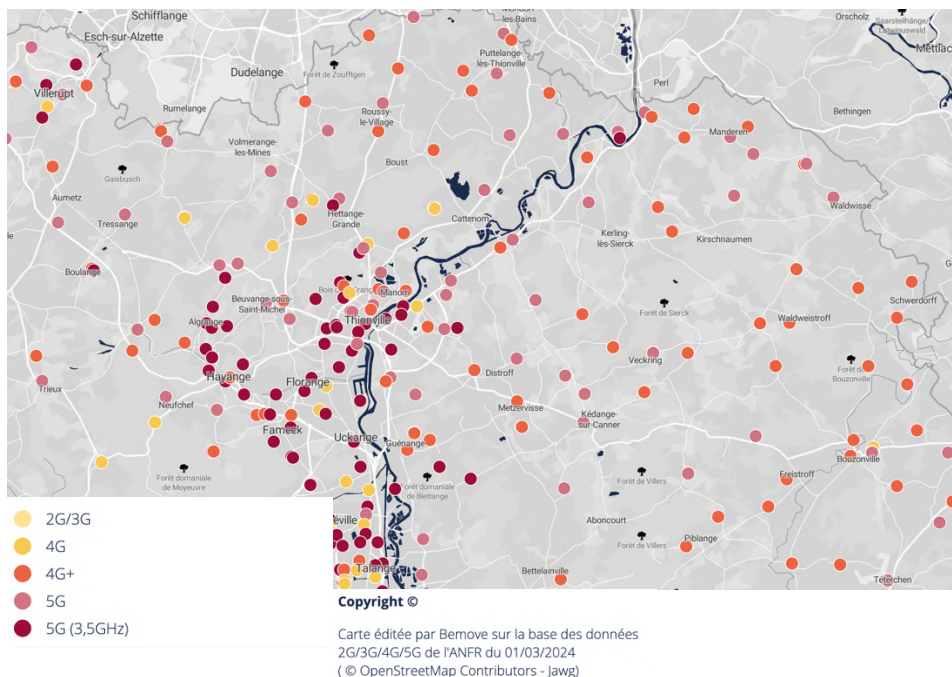 Schifflange
Esch-sur-Alzette
Mondorf
les-Bains
Orscholz
Saarsteilhänge/
Mettlac
Puttelange-
lès-Thionville
Dudelange
Forêt de Zoufftgen
Perl
Villerupt
Rumelange
Roussy
-le-Village
Bethingen
Volmerange-
les-Mines
Manderen
Boust
Gaisbusch
Aumetz
Tressange
Hettange-
Grande
Cattenom
Waldwisse
Kerling-
lès-Sierck
Kirschnaumen
Boulange
Manom
Beuvange-sous-
Saint-Michel
Forêt de Sierck
Schwerdorff
Algrange
Thionville
Waldweistroff
Veckring
Forêt de
Bouzonville
Trieux
Hayange
Florange
Distroff
Neufchef
Metzervisse
Kédange-
sur-Canner
Fameck
Uckange
Guénange
Bouzonville
Forêt domaniale
de Moyeuvre
Forêt domaniale
de Blettange
Forêt de Villers
Freistroff
éville
Aboncourt
Forêt de Villers
Piblange
Talange
Bettelainville
Téterchen
2G/3G
4G
4G+
5G
5G (3,5GHz)
Copyright ©
Carte éditée par Bemove sur la base des données
2G/3G/4G/5G de l'ANFR du 01/03/2024
( © OpenStreetMap Contributors - Jawg)